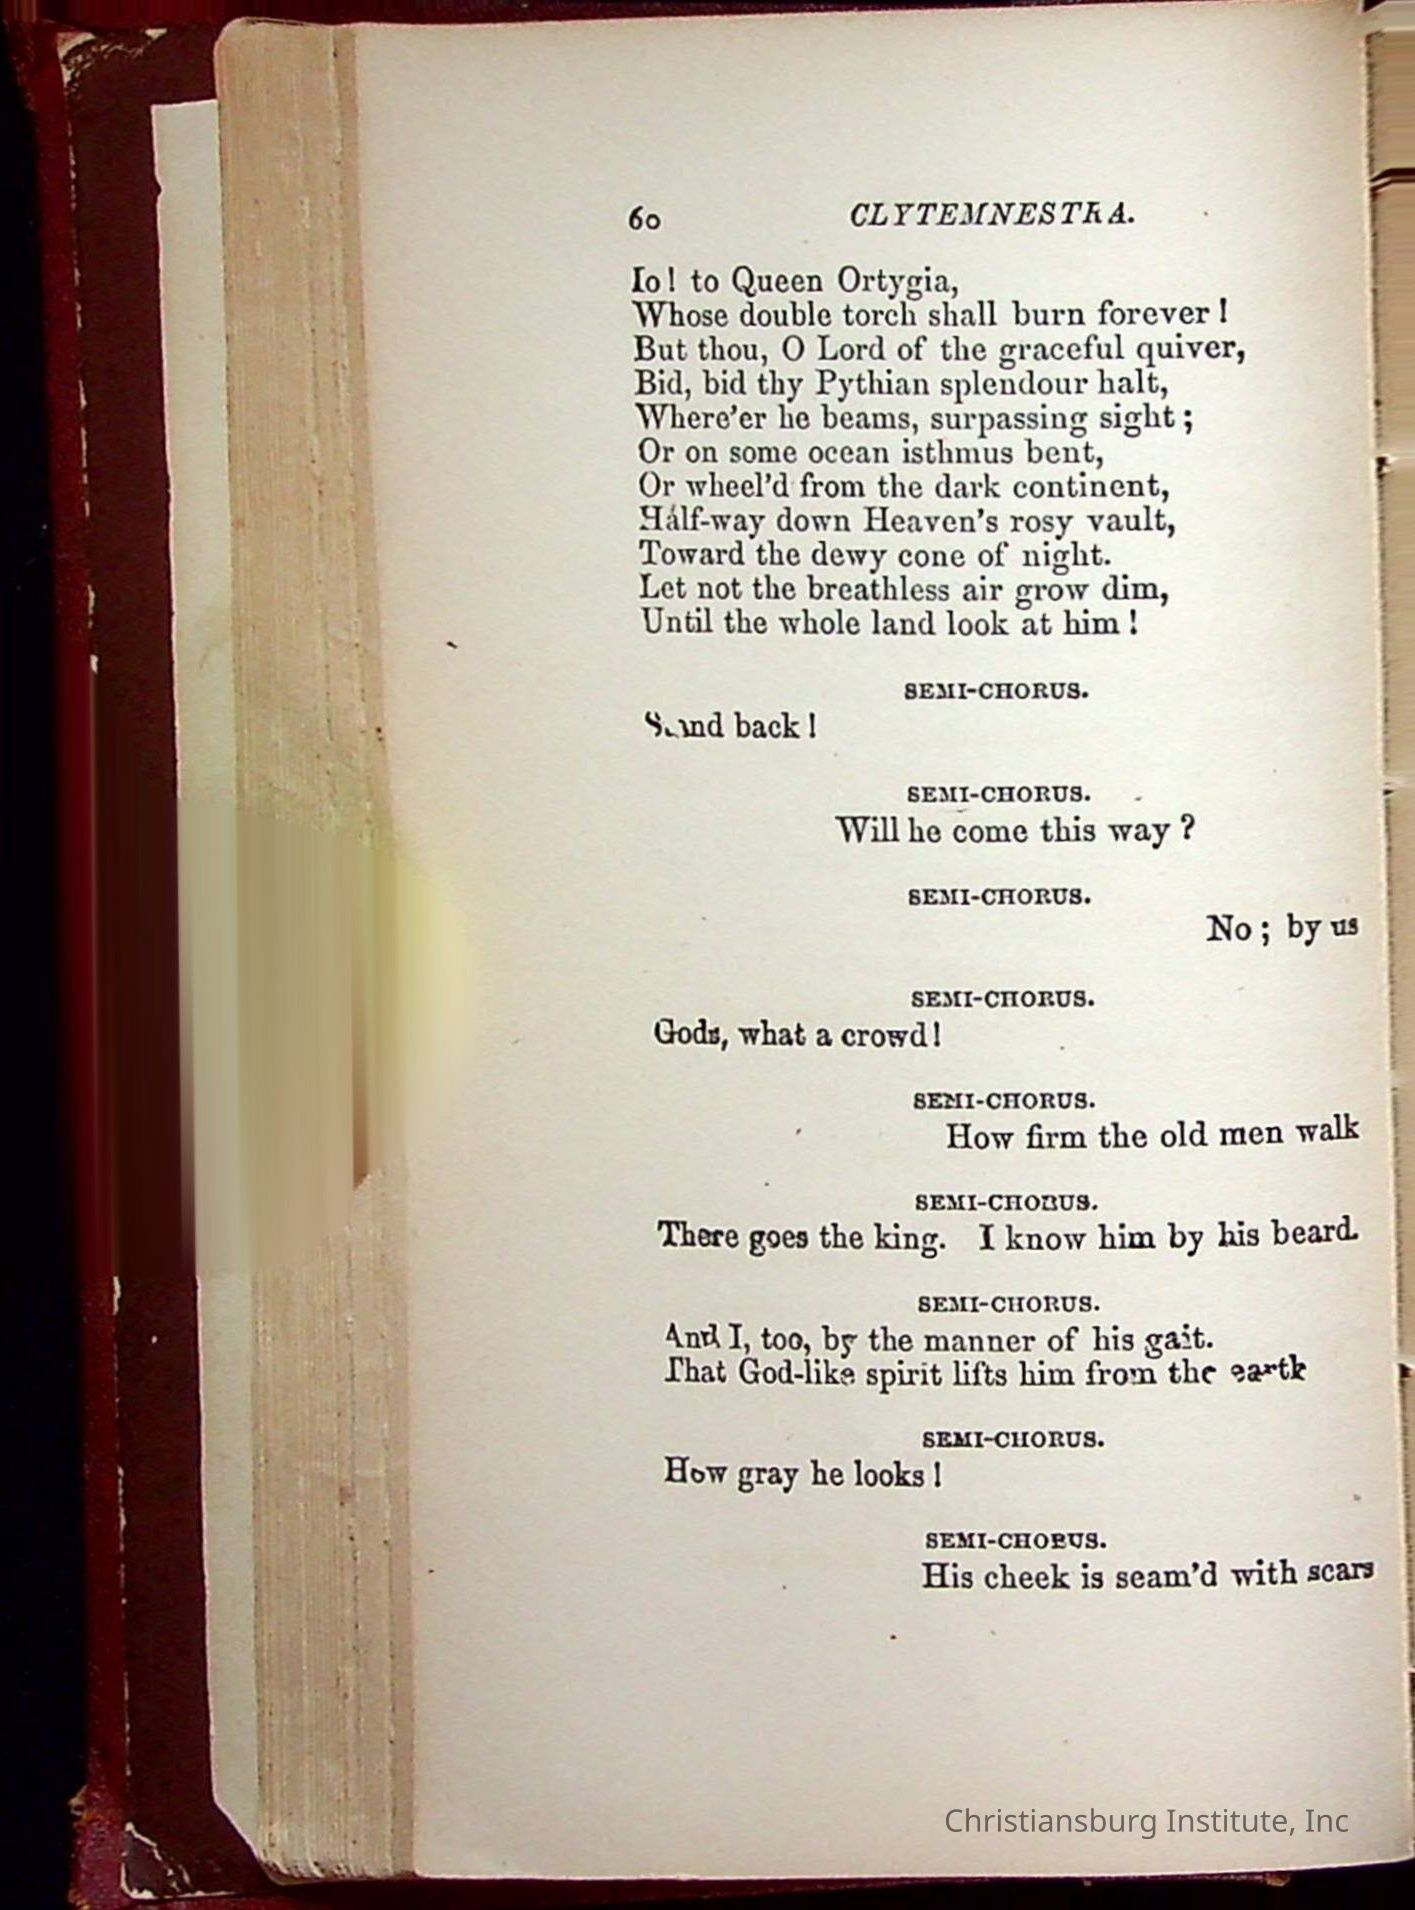 60 CLYTEMNESTRA.
Io! to Queen Ortygia,
Whose double torch shall burn forever!
But thou, O Lord of the graceful quiver,
Bid, bid thy Pythian splendour halt,
Where'er he beams, surpassing sight;
Or on some ocean isthmus bent,
Or wheel'd from the dark continent,
Half-way down Heaven's rosy vault,
Toward the dewy cone of night.
Let not the breathless air grow dim,
Until the whole land look at him!
SEMI-CHORUS.
Stand back!
SEMI-CHORUS.
Will he come this way?
SEMI-CHORUS.
No; by us
SEMI-CHORUS.
Gods, what a crowd!
SEMI-CHORUS.
How firm the old men walk
SEMI-CHORUS.
There goes the king. I know him by his beard.
SEMI-CHORUS.
And I, too, by the manner of his gait.
That God-like spirit lifts him from the earth
SEMI-CHORUS.
How gray he looks!
SEMI-CHORUS.
His cheek is seam'd with scars
Christiansburg Institute, Inc